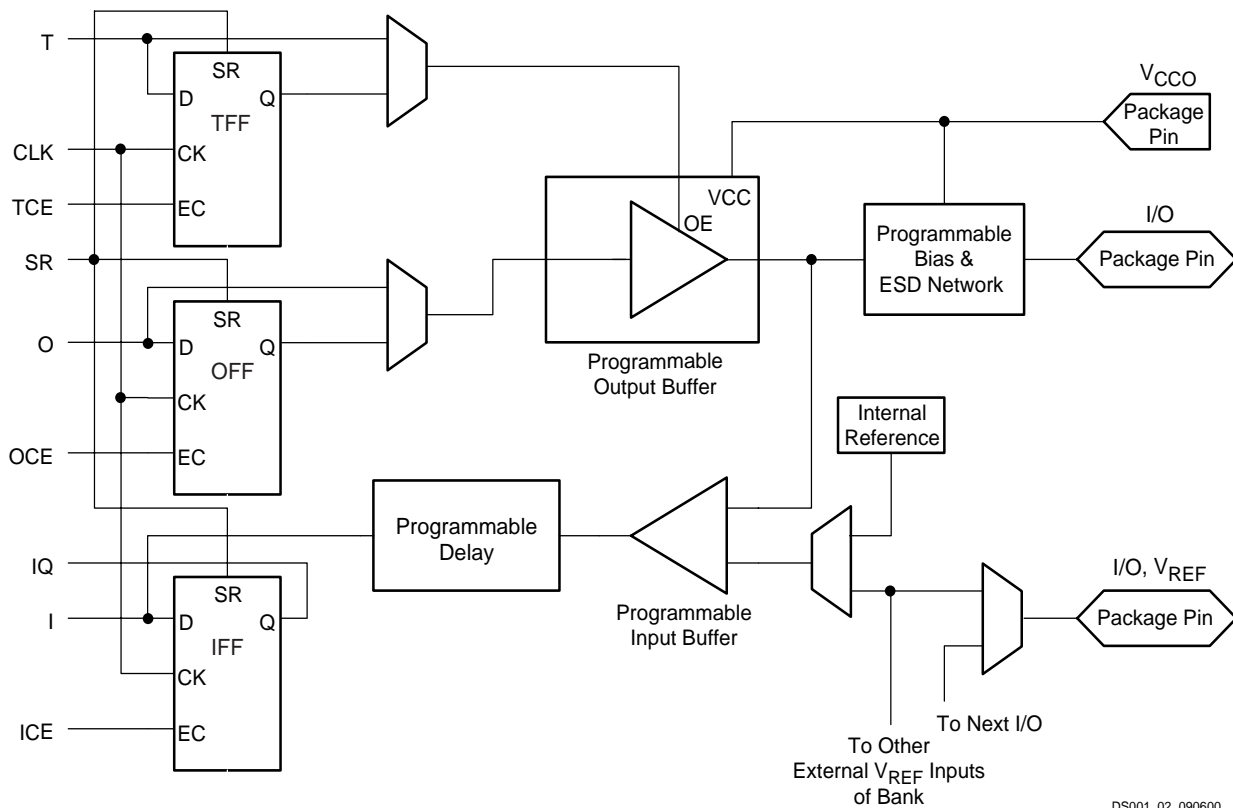 T
SR
D
Q
TFF
CLK
CK
TCE
EC
SR
SR
O
D
Q
OFF
CK
OCE
EC
IQ
SR
I
D
Q
IFF
CK
ICE
EC
VCC
OE
Programmable
Output Buffer
VCCO
Package
Pin
I/O
Programmable
Bias &
ESD Network
Package Pin
Internal
Reference
Programmable
Delay
Programmable
Input Buffer
I/O, VREF
Package Pin
To Next I/O
To Other
External VREF Inputs
of Bank
DS001_02_090600